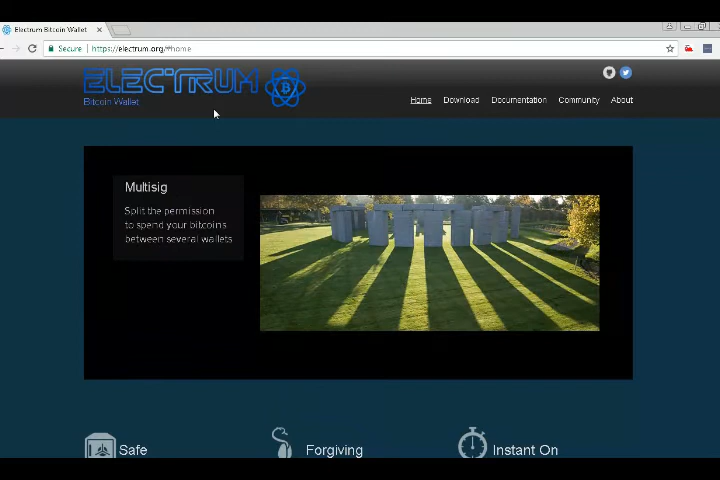 Electrum Bitcoin Wallet
Secure
https://electrum.org/#home
ELECTRUM
Bitcoin Wallet
Home
Download
Documentation
Community
About
Multisig
Split the permission
to spend your bitcoins
between several wallets
Safe
Forgiving
Instant On